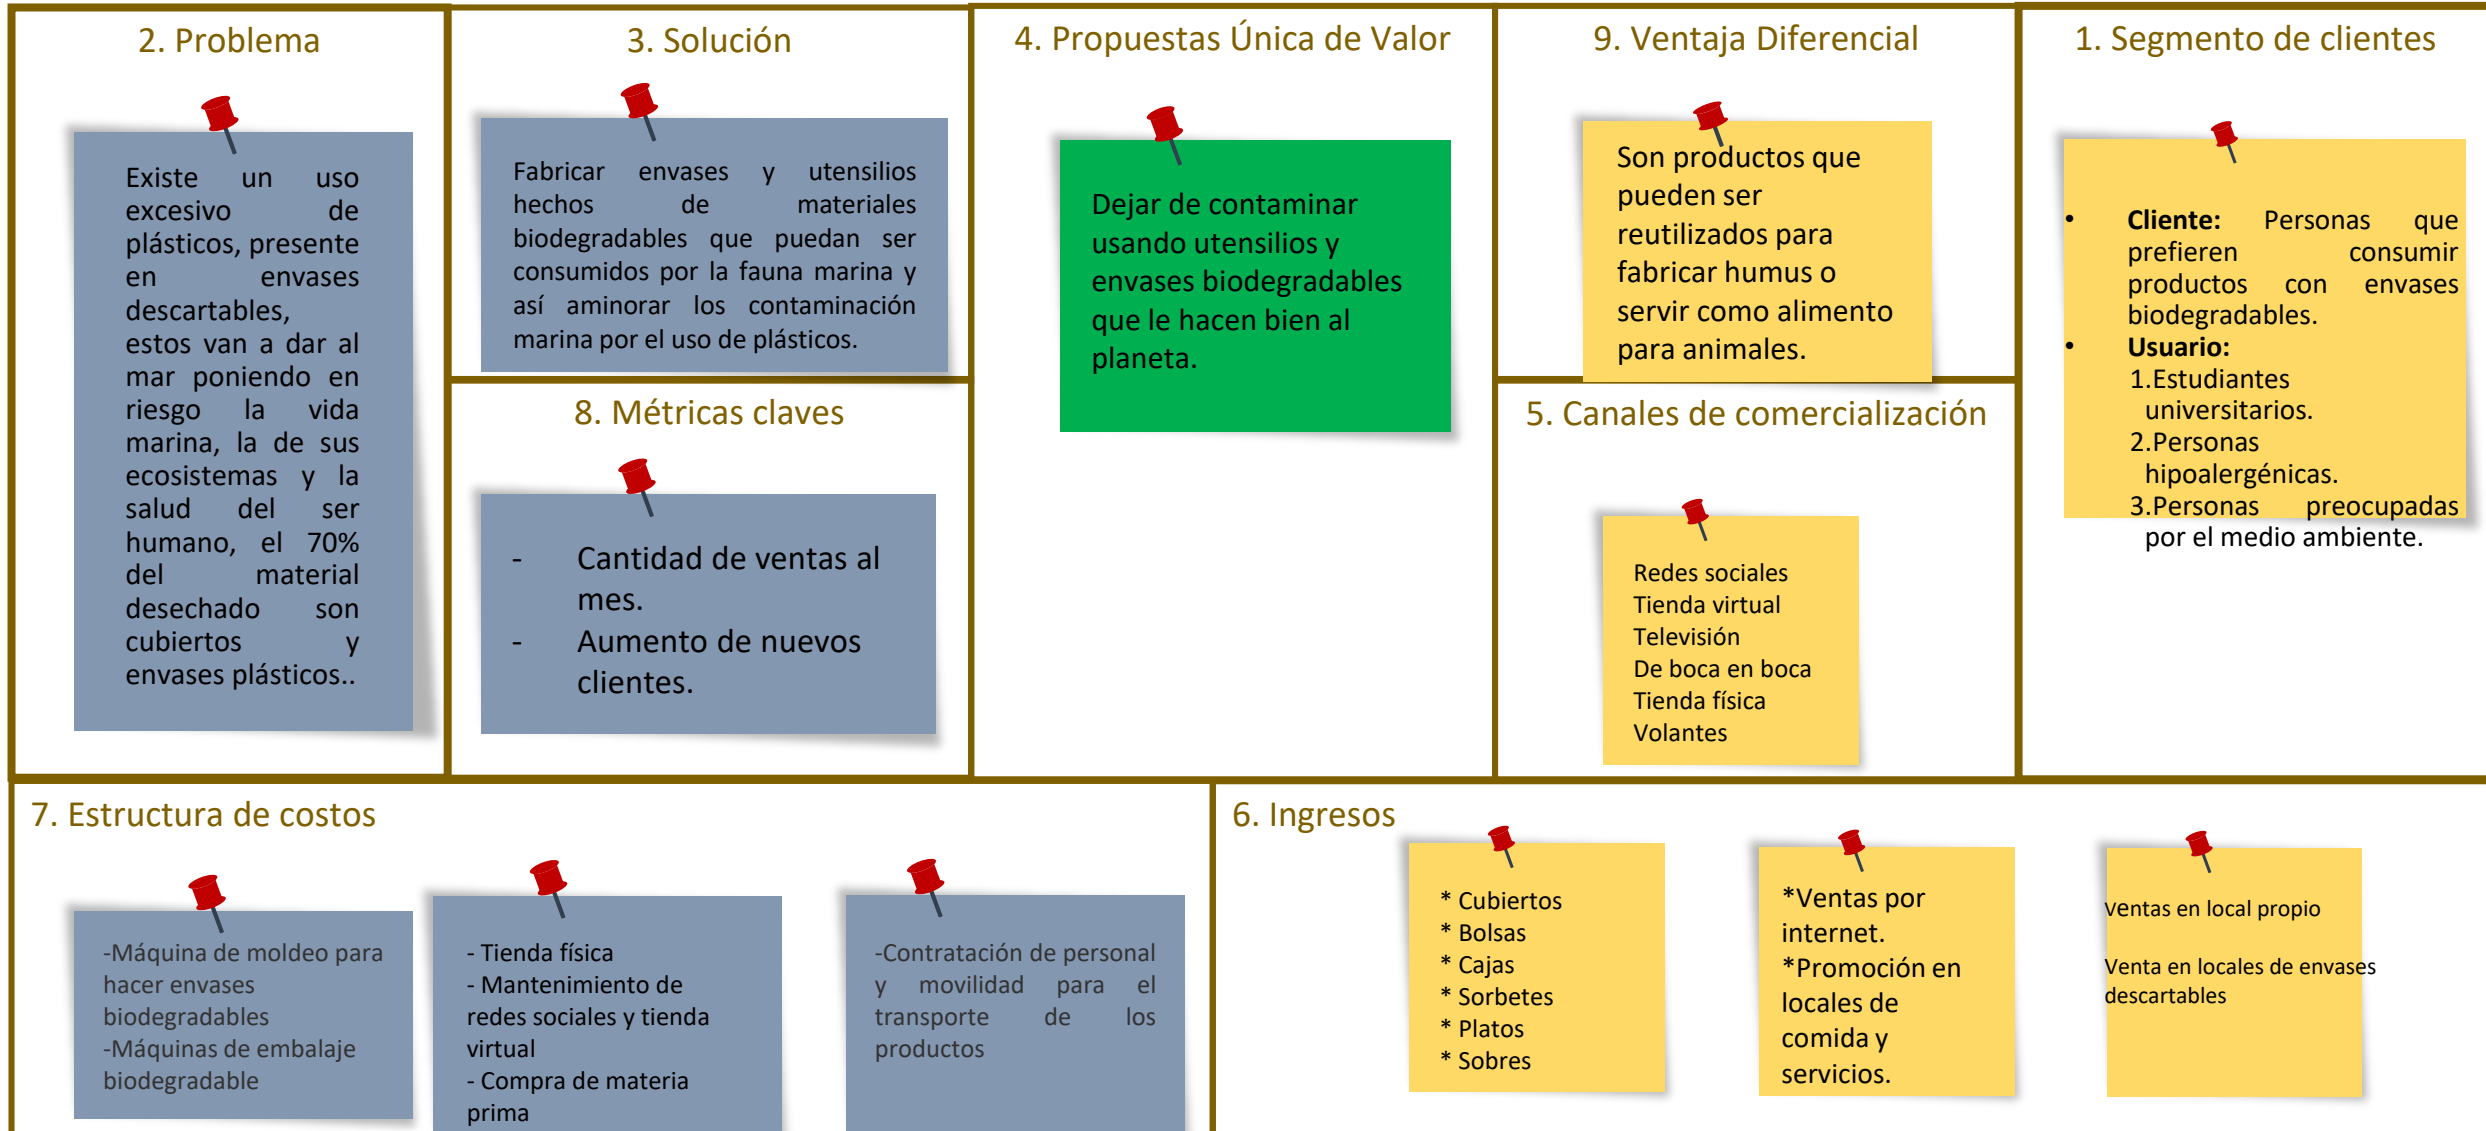 2. Problema
Existe un uso
excesivo de
plásticos, presente
en envases
descartables,
estos van a dar al
mar poniendo en
riesgo la vida
marina, la de sus
ecosistemas y la
salud del ser
humano, el 70%
del material
desechado son
cubiertos y
envases plásticos..
3. Solución
Fabricar envases y utensilios
hechos de materiales
biodegradables que puedan ser
consumidos por la fauna marina y
así aminorar los contaminación
marina por el uso de plásticos.
8. Métricas claves
- Cantidad de ventas al
mes.
- Aumento de nuevos
clientes.
4. Propuestas Única de Valor
Dejar de contaminar
usando utensilios y
envases biodegradables
que le hacen bien al
planeta.
9. Ventaja Diferencial
Son productos que
pueden ser
reutilizados para
fabricar humus o
servir como alimento
para animales.
5. Canales de comercialización
Redes sociales
Tienda virtual
Televisión
De boca en boca
Tienda física
Volantes
1. Segmento de clientes
• Cliente: Personas que
prefieren consumir
productos con envases
biodegradables.
• Usuario:
1.Estudiantes
universitarios.
2.Personas
hipoalergénicas.
3.Personas preocupadas
por el medio ambiente.
7. Estructura de costos
-Máquina de moldeo para
hacer envases
biodegradables
-Máquinas de embalaje
biodegradable
- Tienda física
- Mantenimiento de
redes sociales y tienda
virtual
- Compra de materia
prima
-Contratación de personal
y movilidad para el
transporte de los
productos
6. Ingresos
* Cubiertos
* Bolsas
* Cajas
* Sorbetes
* Platos
* Sobres
*Ventas por
internet.
*Promoción en
locales de
comida y
servicios.
Ventas en local propio
Venta en locales de envases
descartables